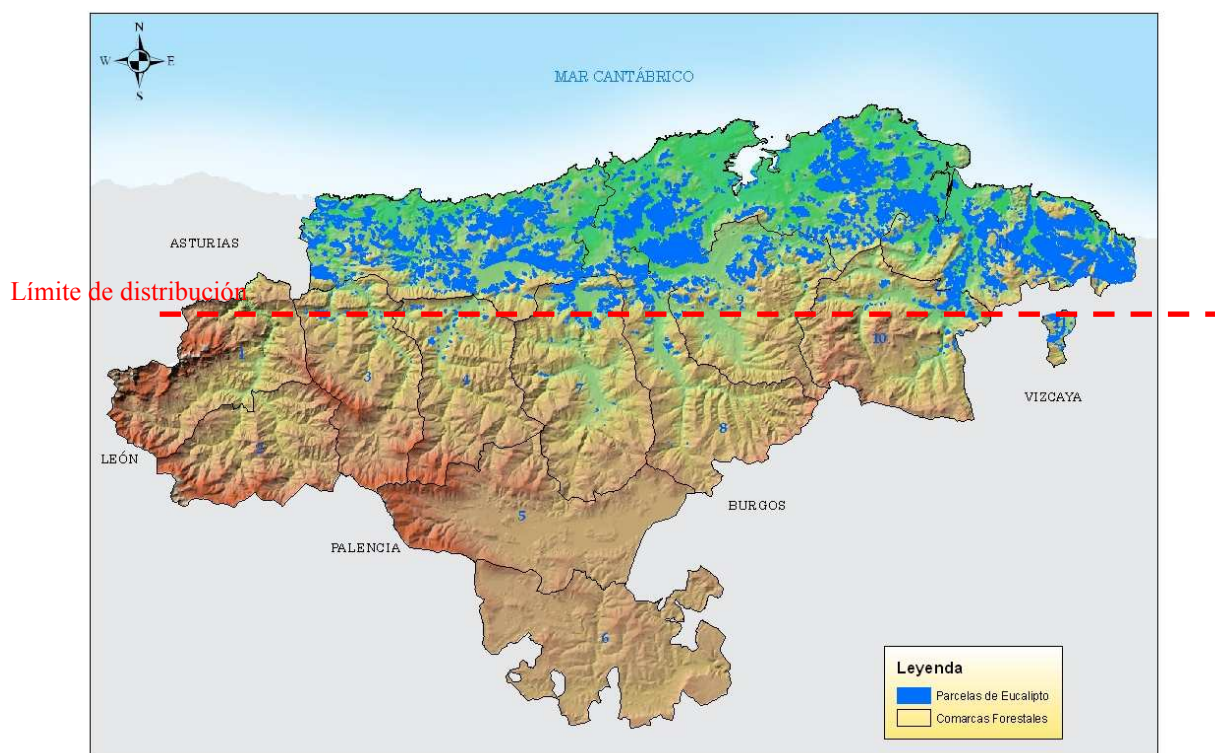 N
W E
S
MAR CANTÁBRICO
ASTURIAS
Límite de distribución
9
11
1
10
3
4
7
VIZCAYA
8
2
LEÓN
BURGOS
5
PALENCIA
6
Leyenda
Parcelas de Eucalipto
Comarcas Forestales